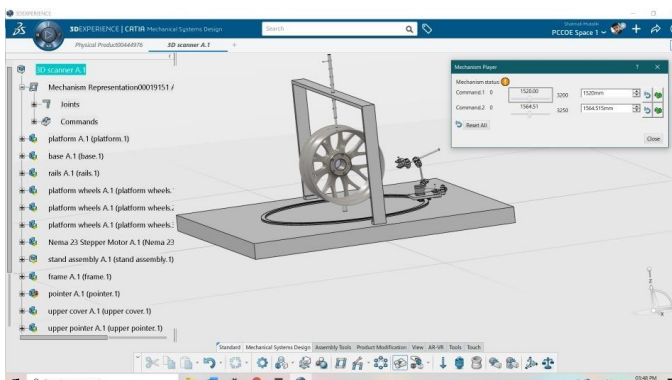 3DEXPERIENCE
3DEXPERIENCE | CATIA Mechanical Systems Design
Search
PCCOE Space 1
Physical Product00444976
3D scanner A.1
3D scanner A.1
Mechanism Representation00019151
Joints
Commands
platform A.1 (platform.1)
base A.1 (base.1)
rails A.1 (rails.1)
platform wheels A.1 (platform wheels.
platform wheels A.1 (platform wheels.
platform wheels A.1 (platform wheels.
Nema 23 Stepper Motor A.1 (Nema 23
stand assembly A.1 (stand assembly.1)
frame A.1 (frame.1)
pointer A.1 (pointer.1)
upper cover A.1 (upper cover.1)
upper pointer A.1 (upper pointer.1)
Mechanism Player
Mechanism status:
Command.1 0 1520.00 3200 1520mm
Command.2 0 1564.51 3250 1564.515mm
Reset All
Close
Standard Mechanical Systems Design Assembly Tools Product Modification View AR-VR Tools Touch
03:48 PM